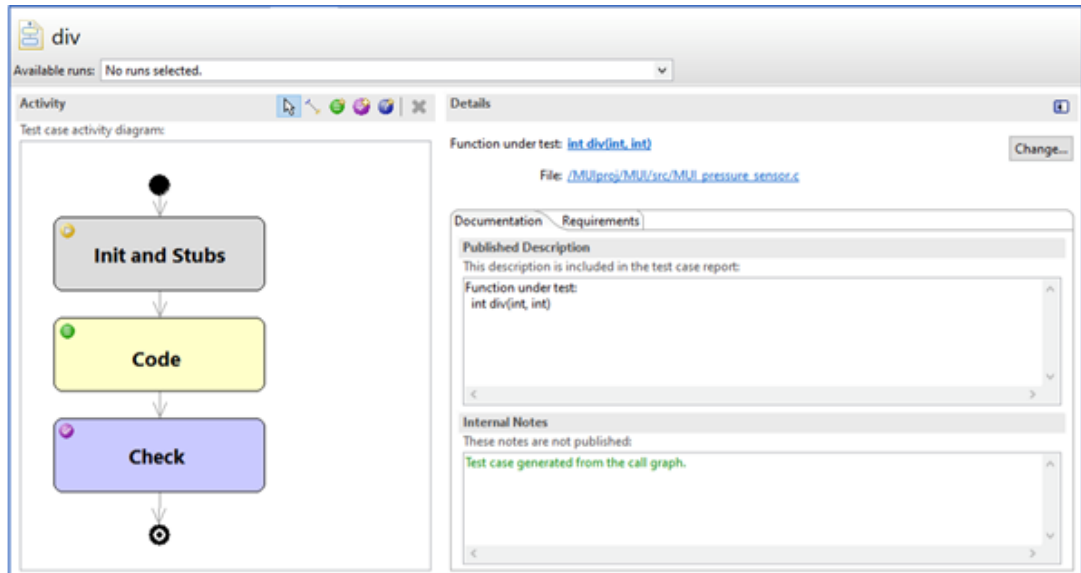 div
Available runs: No runs selected.
Activity
Test case activity diagram:
Init and Stubs
Code
Check
Details
Function under test: int div(int, int)
Change...
File: /MUIproj/MUI/src/MUI_pressure_sensor.c
Documentation Requirements
Published Description
This description is included in the test case report:
Function under test:
int div(int, int)
Internal Notes
These notes are not published:
Test case generated from the call graph.